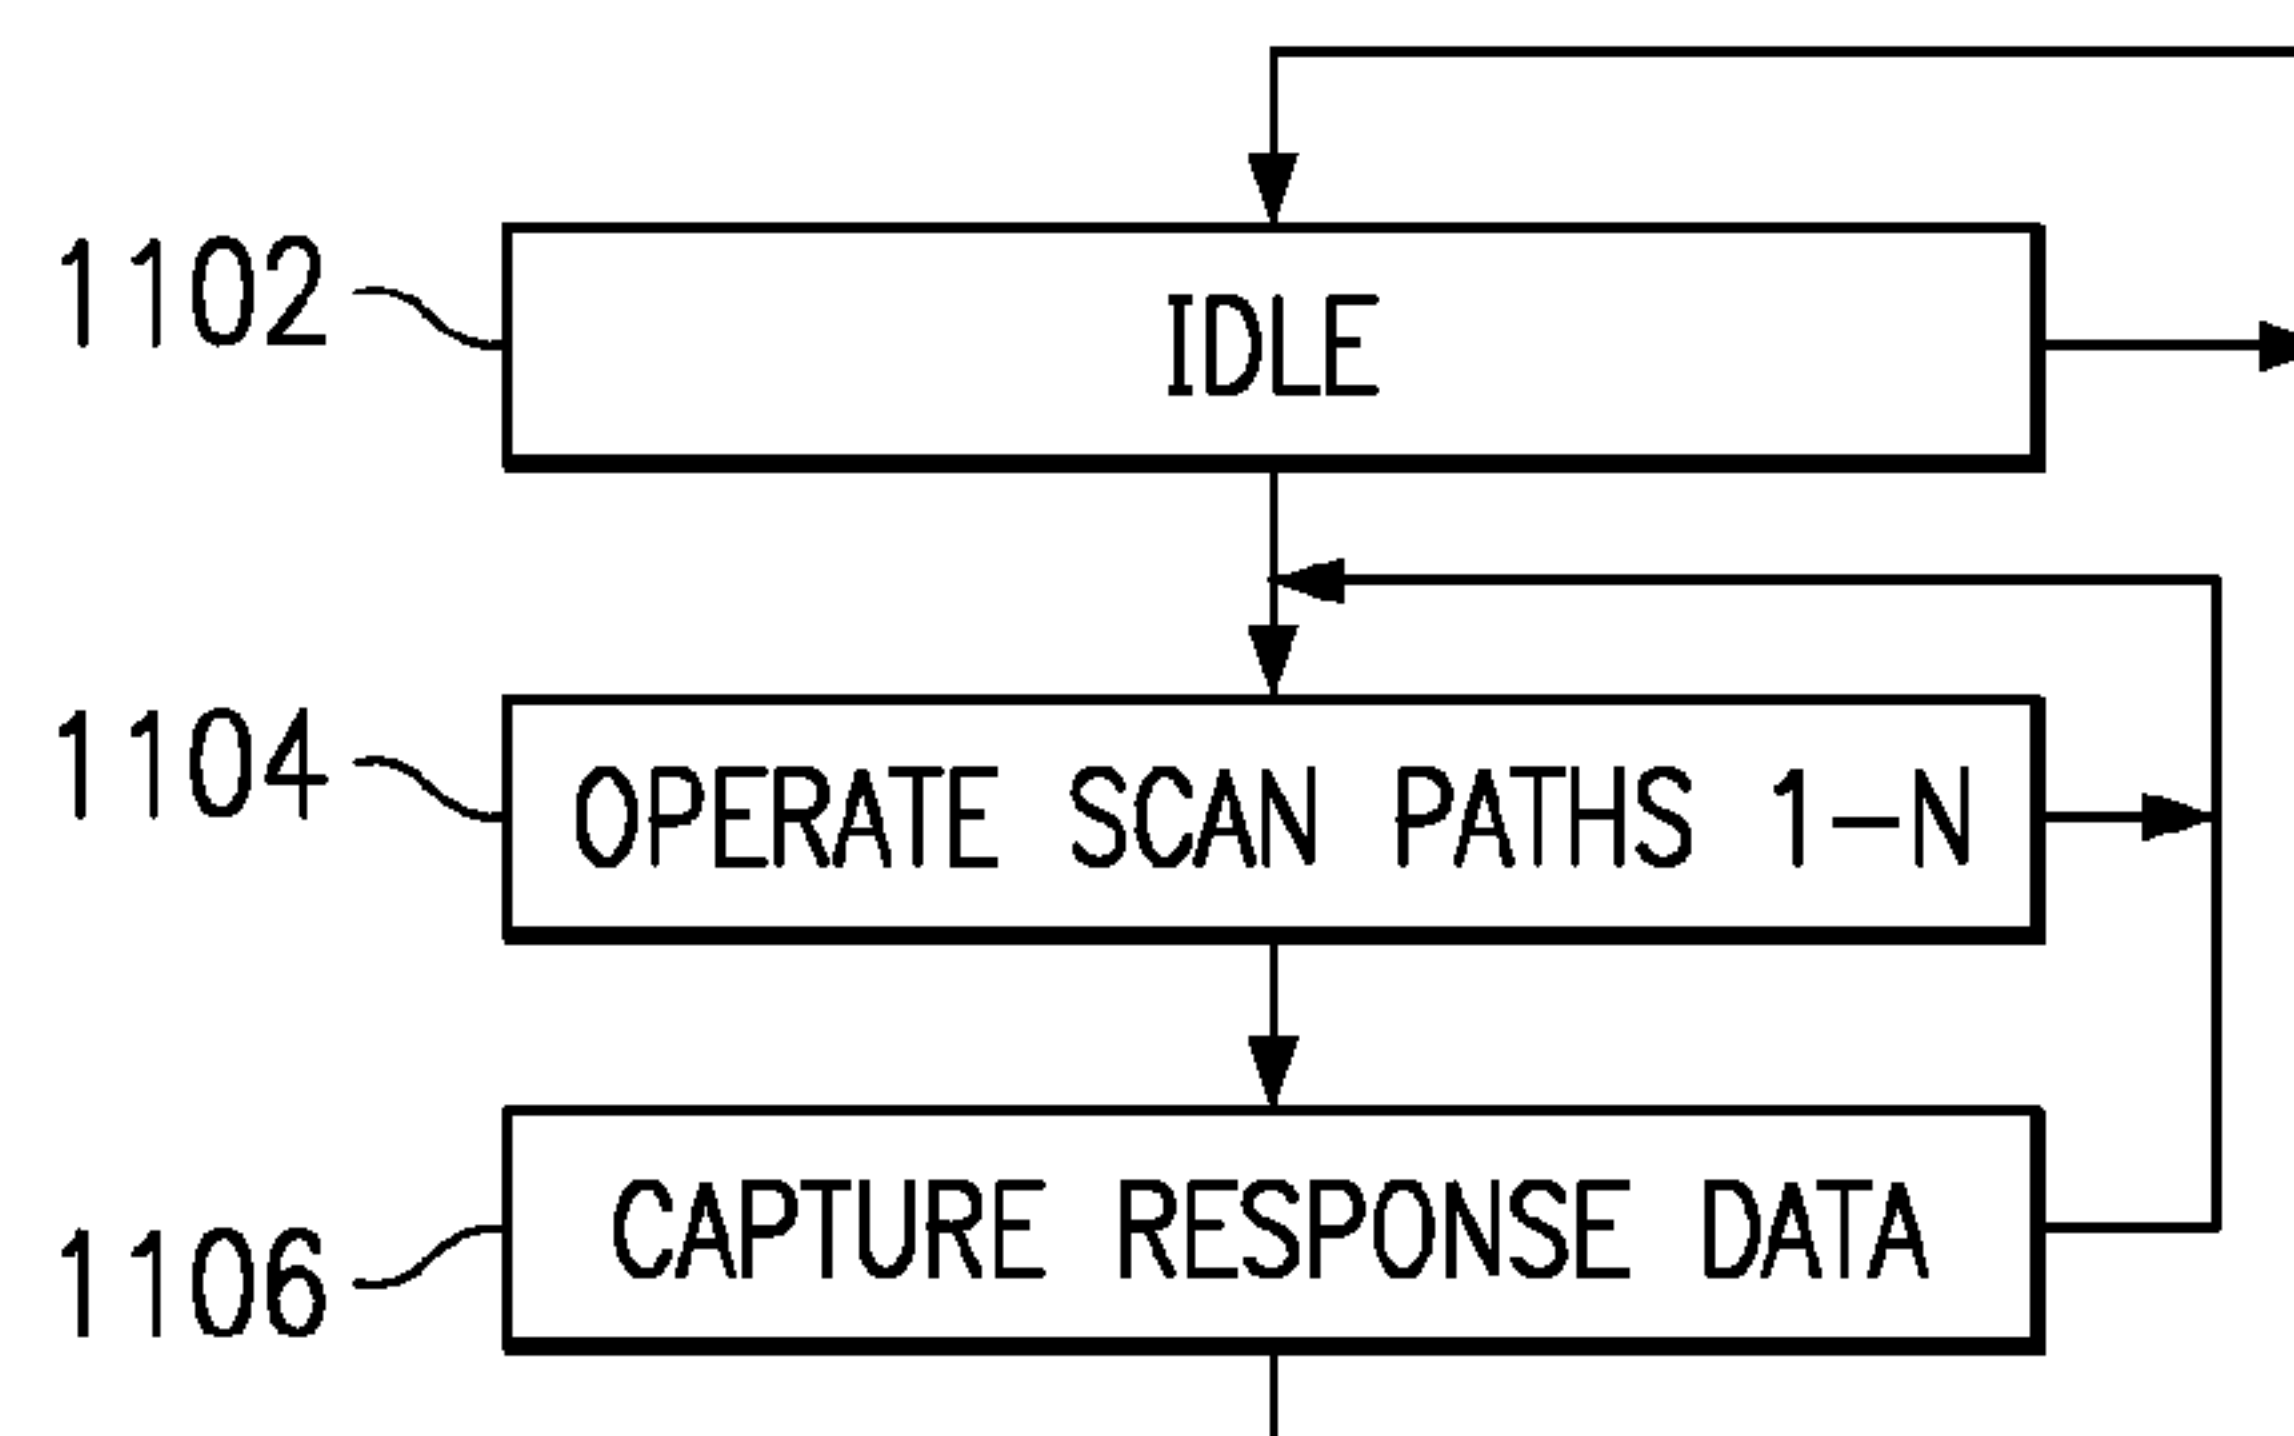 1102
IDLE
1104
OPERATE SCAN PATHS 1-N
1106
CAPTURE RESPONSE DATA